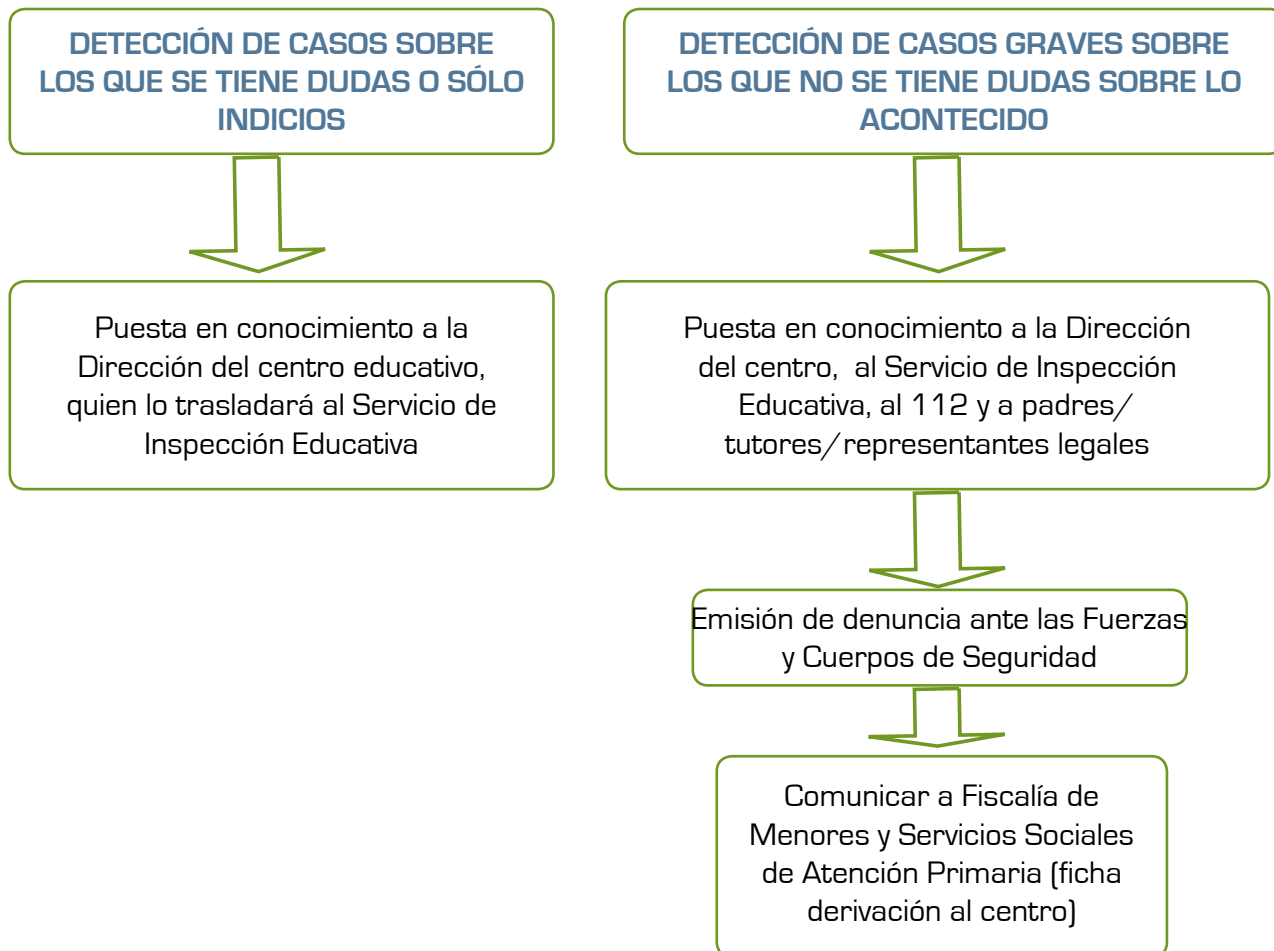 DETECCIÓN DE CASOS SOBRE
LOS QUE SE TIENE DUDAS O SÓLO
INDICIOS
DETECCIÓN DE CASOS GRAVES SOBRE
LOS QUE NO SE TIENE DUDAS SOBRE LO
ACONTECIDO
Puesta en conocimiento a la
Dirección del centro educativo,
quien lo trasladará al Servicio de
Inspección Educativa
Puesta en conocimiento a la Dirección
del centro, al Servicio de Inspección
Educativa, al 112 y a padres/
tutores/representantes legales
Emisión de denuncia ante las Fuerzas
y Cuerpos de Seguridad
Comunicar a Fiscalía de
Menores y Servicios Sociales
de Atención Primaria (ficha
derivación al centro)